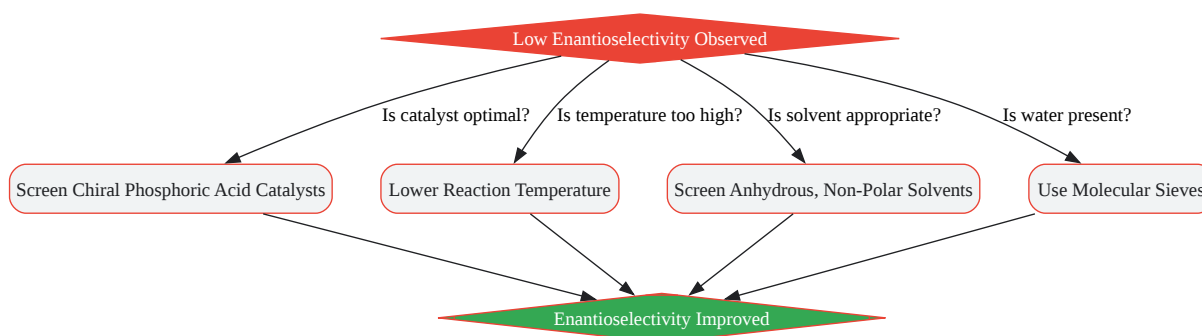 Low Enantioselectivity Observed
Is catalyst optimal?
Is temperature too high?
Is solvent appropriate?
Is water present?
Screen Chiral Phosphoric Acid Catalysts
Lower Reaction Temperature
Screen Anhydrous, Non-Polar Solvents
Use Molecular Sieves
Enantioselectivity Improved